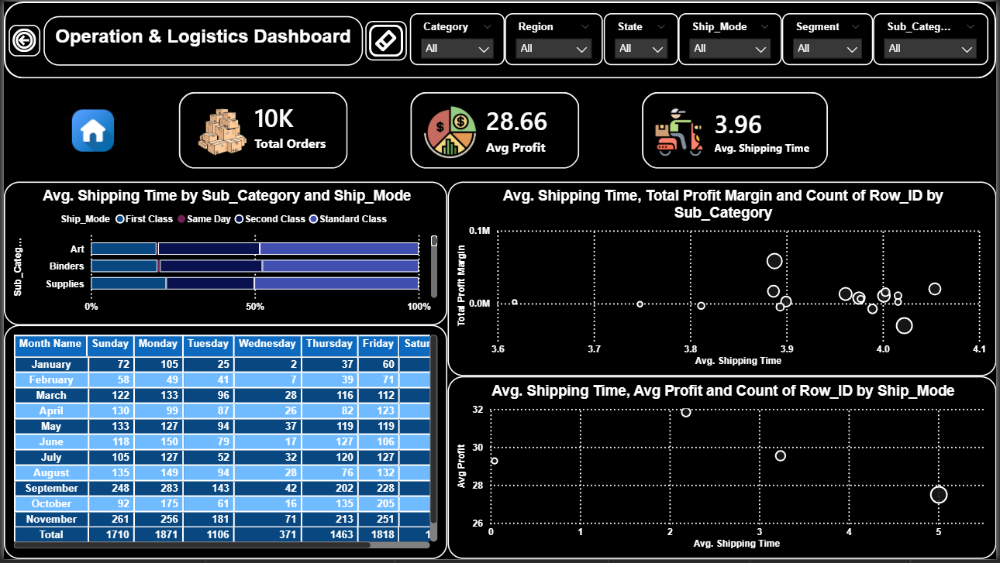 Operation & Logistics Dashboard
Category
All
Region
All
State
All
Ship_Mode
All
Segment
All
Sub_Categ...
All
10K
Total Orders
28.66
Avg Profit
3.96
Avg. Shipping Time
Avg. Shipping Time by Sub_Category and Ship_Mode
Ship_Mode First Class Same Day Second Class Standard Class
Sub_Categ...
Art
Binders
Supplies
0% 50% 100%
Month Name Sunday Monday Tuesday Wednesday Thursday Friday Satur
January 72 105 25 2 37 60
February 58 49 41 7 39 71
March 122 133 96 28 116 112
April 130 99 87 26 82 123
May 133 127 94 37 119 119
June 118 150 79 17 127 106
July 105 127 52 32 120 127
August 135 149 94 28 76 132
September 248 283 143 42 202 228
October 92 175 61 16 135 205
November 261 256 181 71 213 251
Total 1710 1871 1106 371 1463 1818 1
Avg. Shipping Time, Total Profit Margin and Count of Row_ID by
Sub_Category
Total Profit Margin
0.1M
0.0M
3.6 3.7 3.8 3.9 4.0 4.1
Avg. Shipping Time
Avg. Shipping Time, Avg Profit and Count of Row_ID by Ship_Mode
Avg Profit
32
30
28
26
0 1 2 3 4 5
Avg. Shipping Time